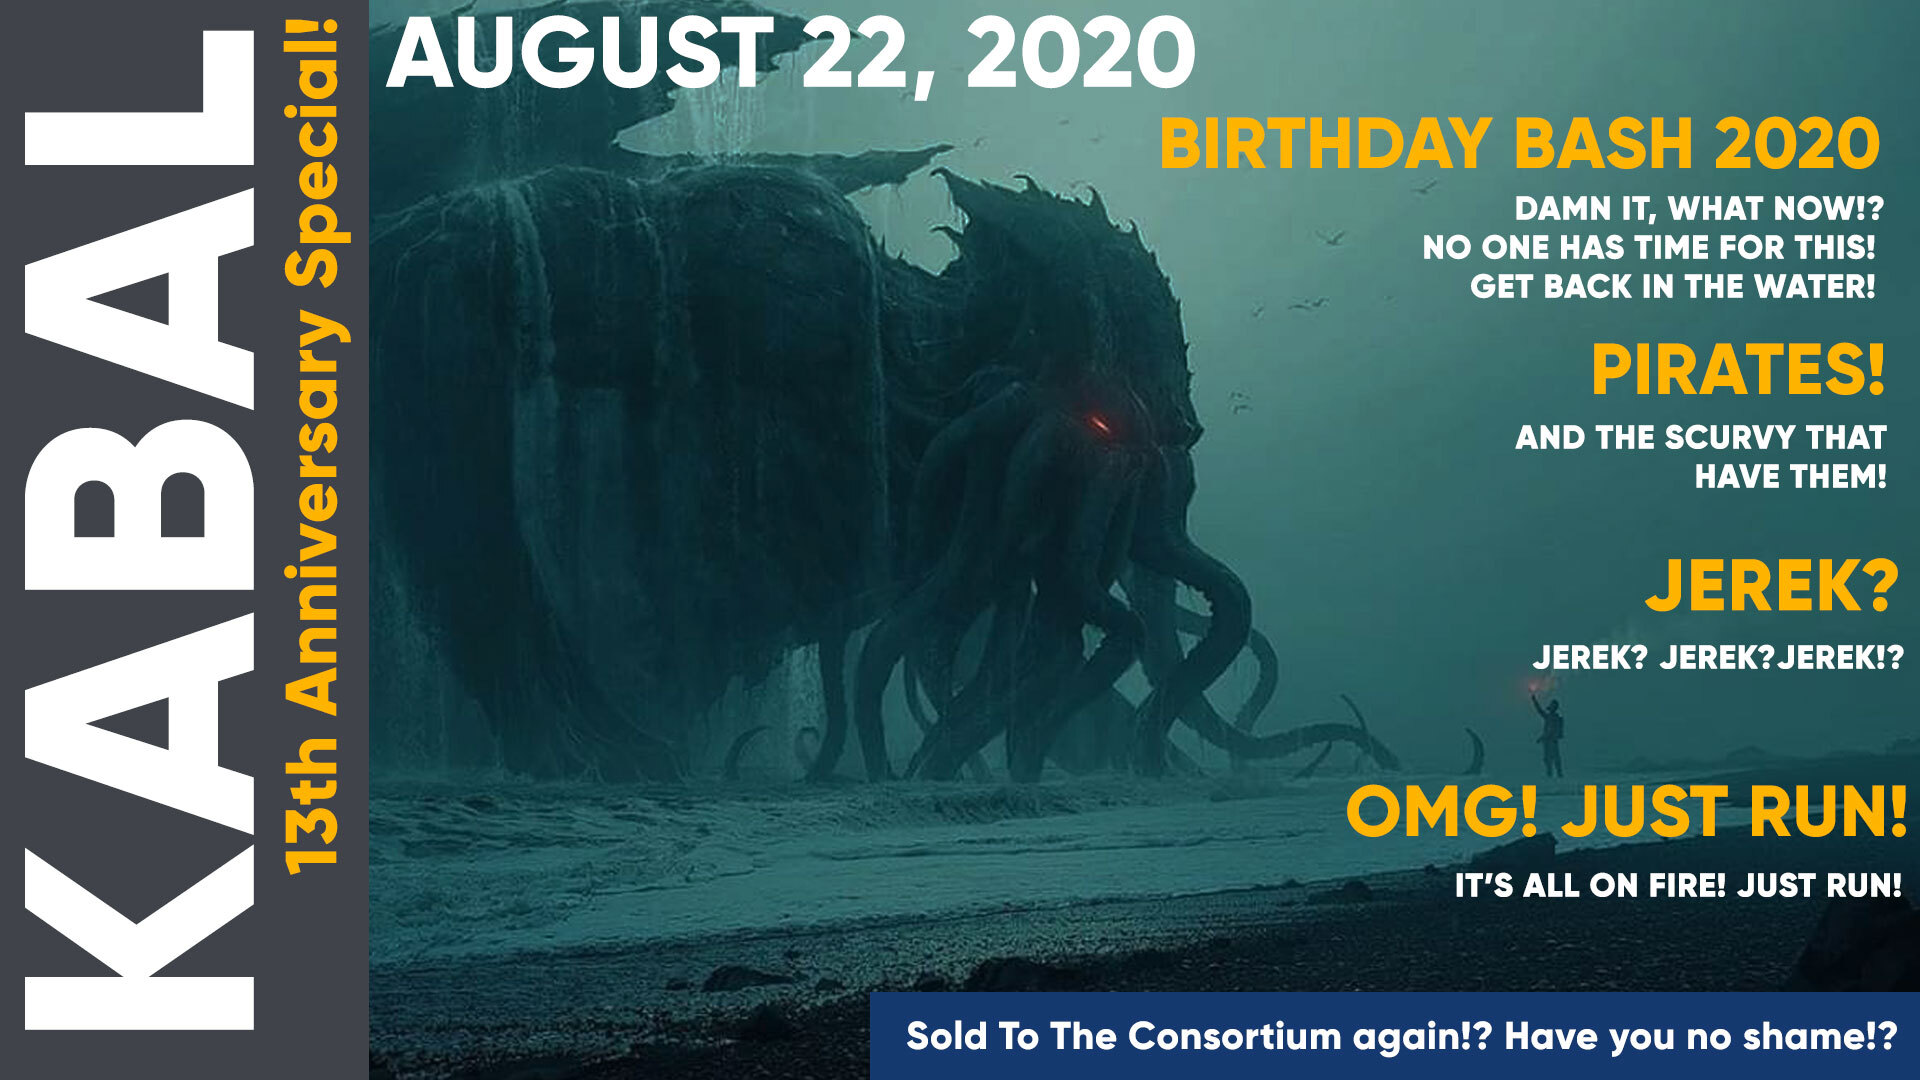 KABAL
13th Anniversary Special!
AUGUST 22, 2020
BIRTHDAY BASH 2020
DAMN IT, WHAT NOW!?
NO ONE HAS TIME FOR THIS!
GET BACK IN THE WATER!
PIRATES!
AND THE SCURVY THAT
HAVE THEM!
JEREK?
JEREK? JEREK?JEREK!?
OMG! JUST RUN!
IT'S ALL ON FIRE! JUST RUN!
Sold To The Consortium again!? Have you no shame!?